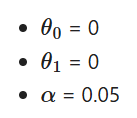 • θ₀ = 0
• θ₁ = 0
• α = 0.05